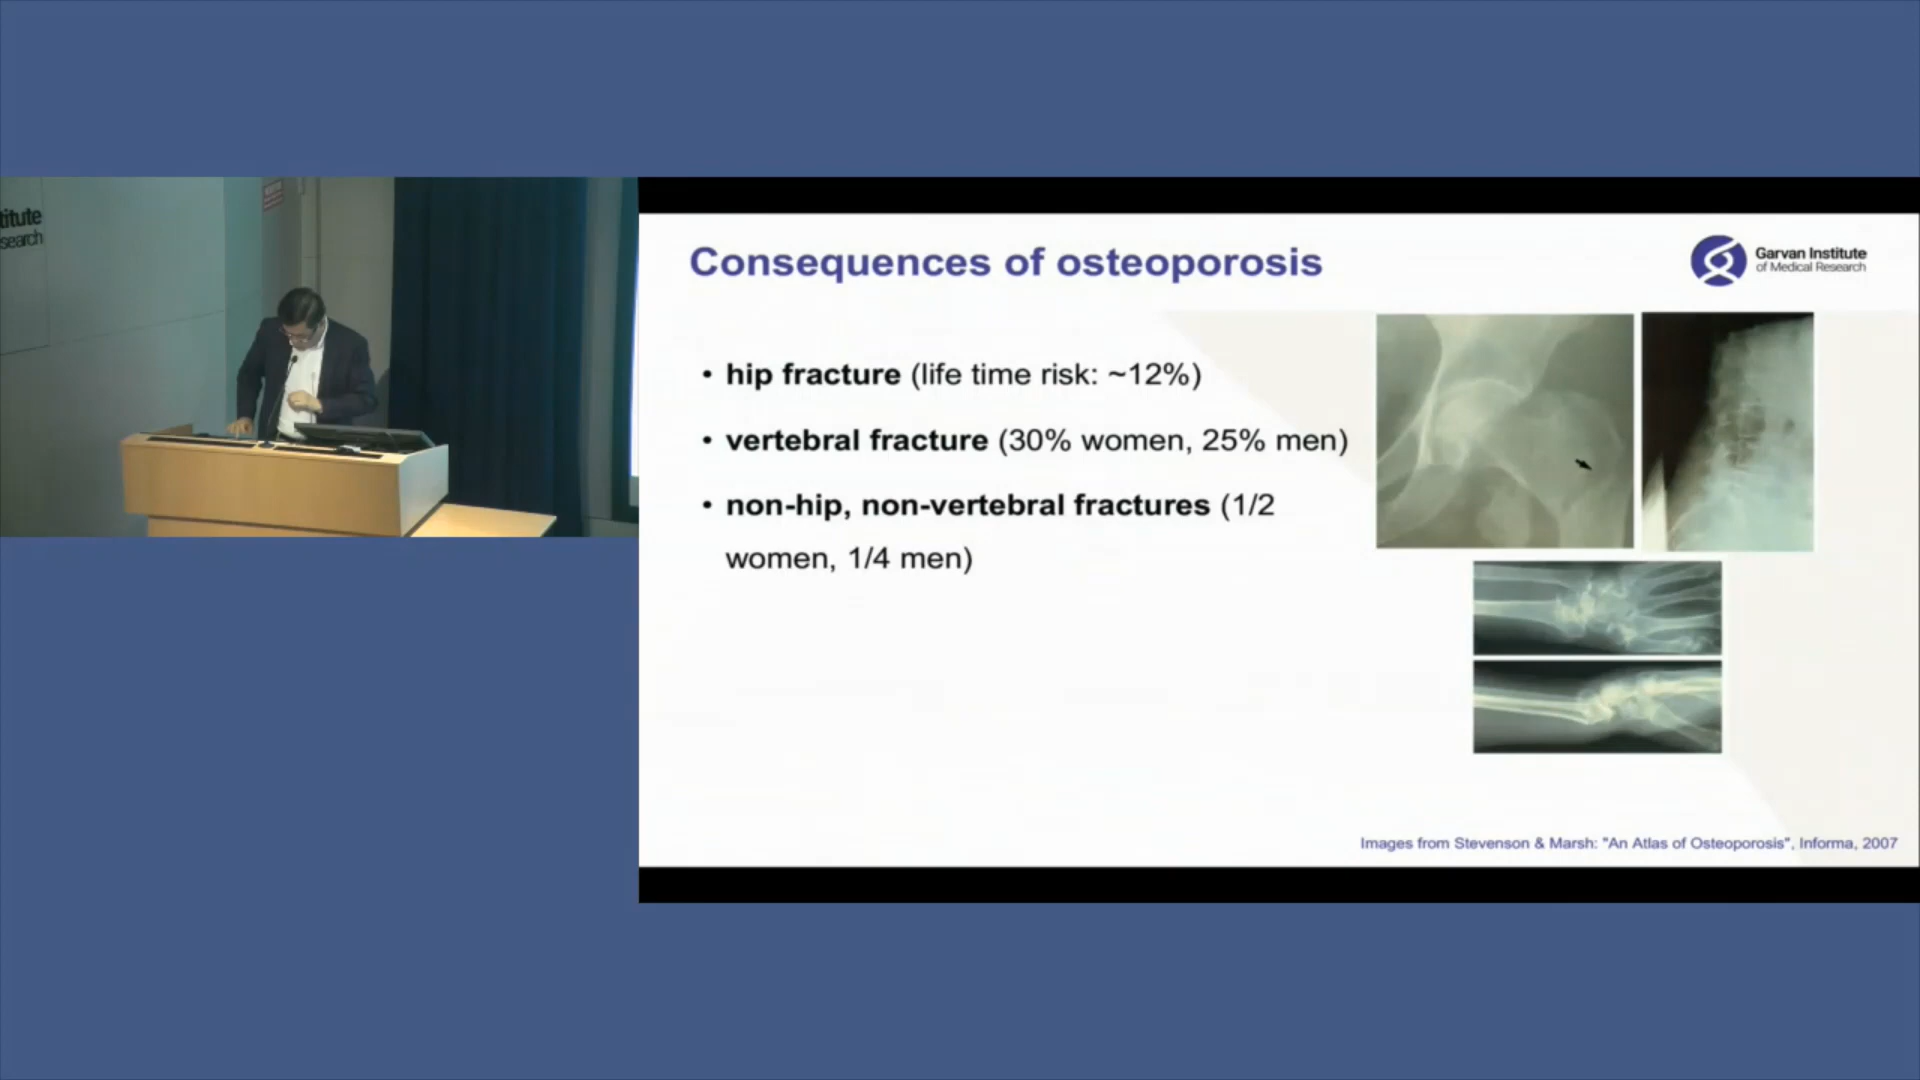 titute
search
Consequences of osteoporosis
Garvan Institute
of Medical Research
• hip fracture (life time risk: ~12%)
• vertebral fracture (30% women, 25% men)
• non-hip, non-vertebral fractures (1/2
women, 1/4 men)
Images from Stevenson & Marsh: "An Atlas of Osteoporosis", Informa, 2007